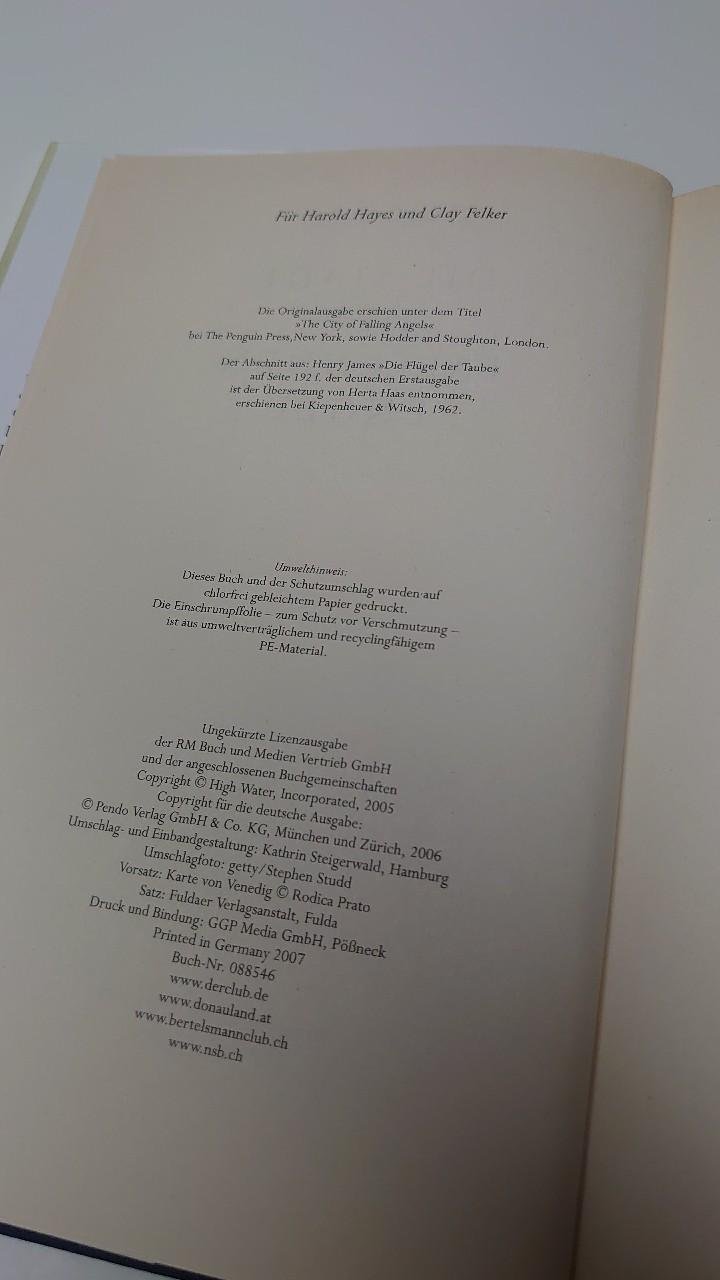 Für Harold Hayes und Clay Felker
Die Originalausgabe erschien unter dem Titel
»The City of Falling Angels«
bei The Penguin Press, New York, sowie Hodder and Stoughton, London.
Der Abschnitt aus: Henry James »Die Flügel der Taube«
auf Seite 192 f. der deutschen Erstausgabe
ist der Übersetzung von Herta Haas entnommen,
erschienen bei Kiepenheuer & Witsch, 1962.
Umwelthinweis:
Dieses Buch und der Schutzumschlag wurden auf
chlorfrei gebleichtem Papier gedruckt.
Die Einschrumpffolie – zum Schutz vor Verschmutzung –
ist aus umweltverträglichem und recyclingfähigem
PE-Material.
Ungekürzte Lizenzausgabe
der RM Buch und Medien Vertrieb GmbH
und der angeschlossenen Buchgemeinschaften
Copyright © High Water, Incorporated, 2005
Copyright für die deutsche Ausgabe:
© Pendo Verlag GmbH & Co. KG, München und Zürich, 2006
Umschlag- und Einbandgestaltung: Kathrin Steigerwald, Hamburg
Umschlagfoto: getty/Stephen Studd
Vorsatz: Karte von Venedig © Rodica Prato
Satz: Fuldaer Verlagsanstalt, Fulda
Druck und Bindung: GGP Media GmbH, Pößneck
Printed in Germany 2007
Buch-Nr. 088546
www.derclub.de
www.donauland.at
www.bertelsmannclub.ch
www.nsb.ch